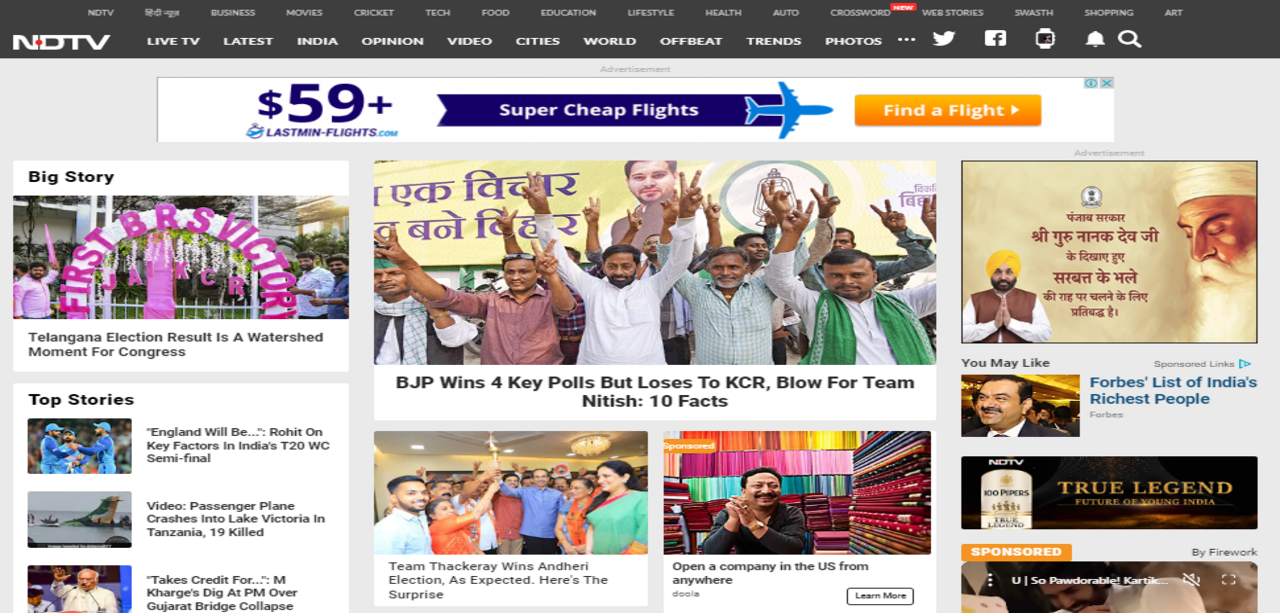 NDTV हिंदी न्यूज़ BUSINESS MOVIES CRICKET TECH FOOD EDUCATION LIFESTYLE HEALTH AUTO CROSSWORD NEW WEB STORIES SWASTH SHOPPING ART
NDTV LIVE TV LATEST INDIA OPINION VIDEO CITIES WORLD OFFBEAT TRENDS PHOTOS •••
Advertisement
$59+
LASTMIN-FLIGHTS.COM
Super Cheap Flights
Find a Flight
Big Story
FIRST BRS VICTORY
JAI KCR
Telangana Election Result Is A Watershed
Moment For Congress
Top Stories
"England Will Be...": Rohit On
Key Factors In India's T20 WC
Semi-final
Video: Passenger Plane
Crashes Into Lake Victoria In
Tanzania, 19 Killed
"Takes Credit For...": M
Kharge's Dig At PM Over
Gujarat Bridge Collapse
एक विचार
बने बिहार
BJP Wins 4 Key Polls But Loses To KCR, Blow For Team
Nitish: 10 Facts
Team Thackeray Wins Andheri
Election, As Expected. Here's The
Surprise
Sponsored
Open a company in the US from
anywhere
doola
Learn More
Advertisement
पंजाब सरकार
श्री गुरु नानक देव जी
के दिखाए हुए
सरबत्त के भले
की राह पर चलने के लिए
प्रतिबद्ध है।
You May Like
Sponsored Links
Forbes' List of India's
Richest People
Forbes
NDTV
100 PIPERS
TRUE
LEGEND
TRUE LEGEND
FUTURE OF YOUNG INDIA
SPONSORED
By Firework
U | So Pawdorable! Kartik...